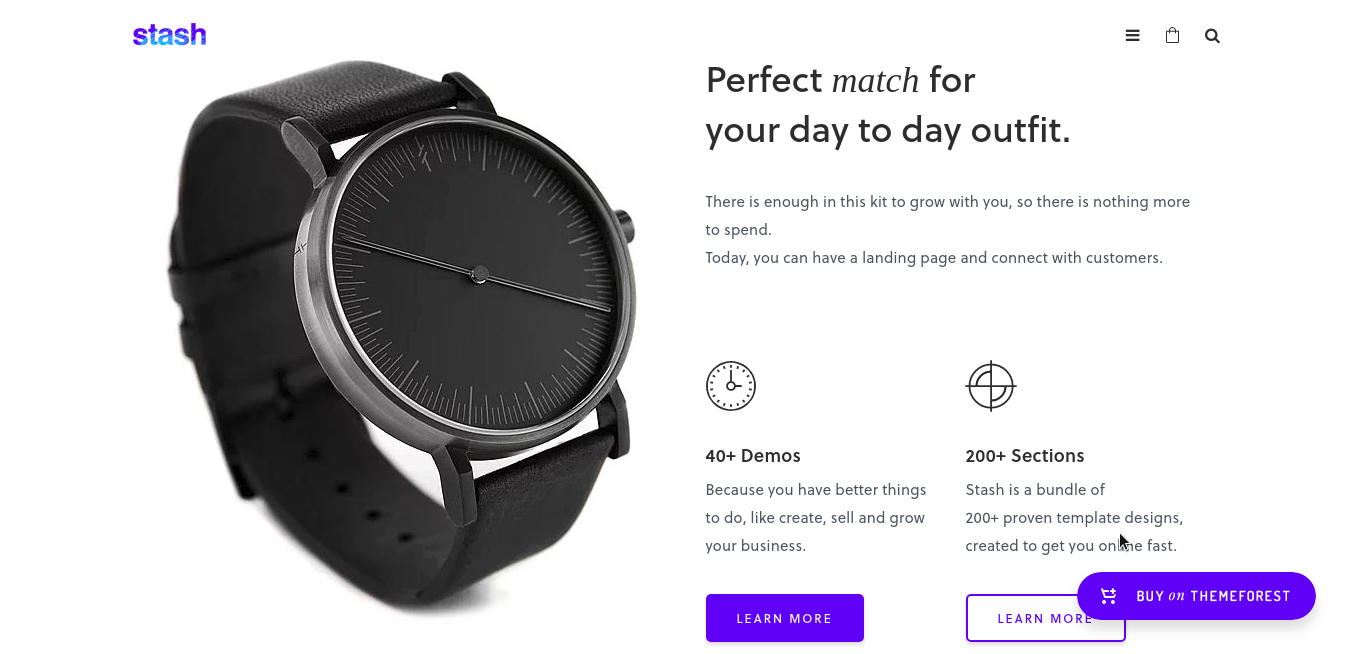 stash
Perfect match for
your day to day outfit.
There is enough in this kit to grow with you, so there is nothing more
to spend.
Today, you can have a landing page and connect with customers.
40+ Demos
Because you have better things
to do, like create, sell and grow
your business.
LEARN MORE
200+ Sections
Stash is a bundle of
200+ proven template designs,
created to get you online fast.
LEARN MORE
BUY on THEMEFOREST